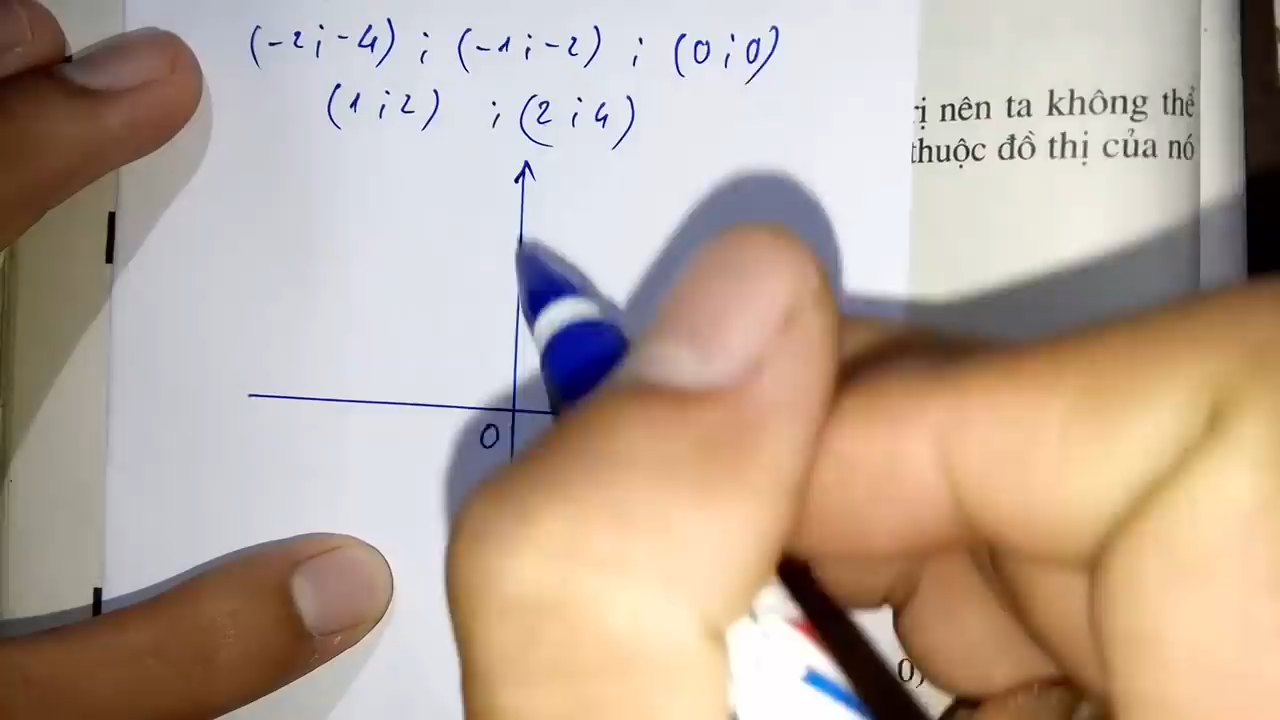 (-2;-4) ; (-1;-2) ; (0;0)
(1;2) ; (2;4)
nên ta không thể
thuộc đồ thị của nó
O
0)